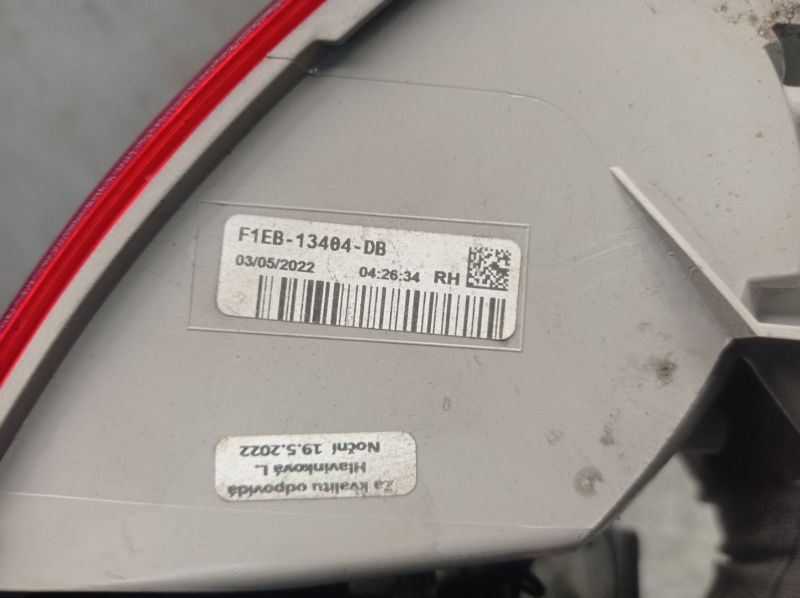 F1EB-13404-DB
03/05/2022 04:26:34 RH
Za kvalitu odpovídá
Hlavinková L.
Noční 19.5.2022